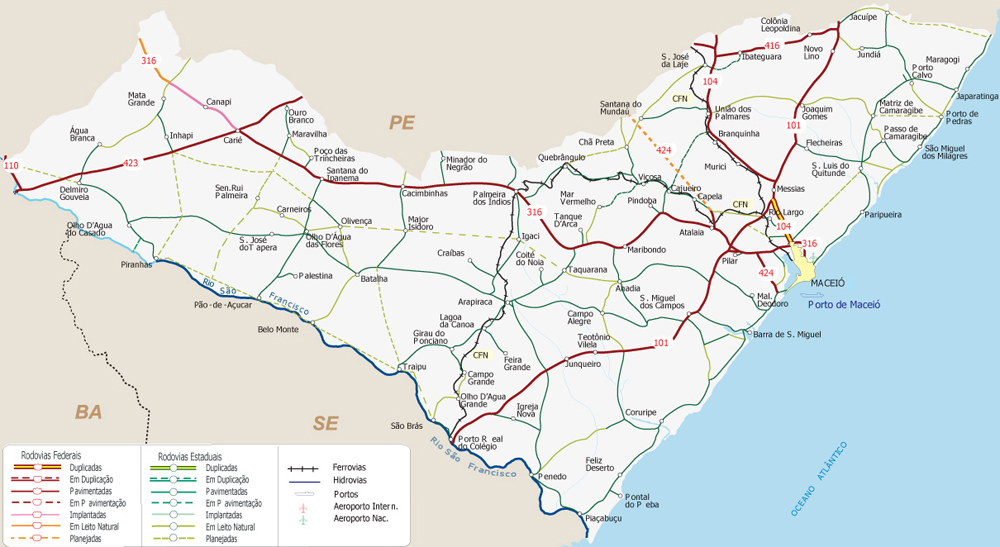 Colônia
Leopoldina
Jacuípe
416
Novo
Lino
Ibateguara
S. José
da Laje
104
Jundiá
Maragogi
Porto
Calvo
Japaratinga
316
Mata
Grande
Canapi
Ouro
Branco
Maravilha
Carié
Inhapi
Água
Branca
423
110
Delmiro
Gouveia
Poço das
Trincheiras
Santana do
Ipanema
Sen.Rui
Palmeira
Carneiros
Olho D'Água
do Casado
S. José
do Tapera
Olho D'Água
das Flores
Olivença
Major
Isidoro
Cacimbinhas
Minador do
Negrão
PE
Palmeira
dos Índios
Quebrângulo
Chã Preta
Santana do
Mundaú
CFN
União dos
Palmares
Branquinha
Joaquim
Gomes
101
Matriz de
Camaragibe
Porto de
Pedras
Passo de
Camaragibe
São Miguel
dos Milagres
Flecheiras
S. Luis do
Quitunde
Murici
424
Viçosa
Cajueiro
Capela
Messias
CFN
Rio Largo
104
Paripueira
Mar
Vermelho
Pindoba
Tanque
D'Arca
316
Atalaia
Maribondo
Pilar
316
424
MACEIÓ
Porto de Maceió
Mal.
Deodoro
Igaci
Coité
do Noia
Craíbas
Taquarana
Anadia
S. Miguel
dos Campos
Barra de S. Miguel
Piranhas
Palestina
Batalha
Rio São Francisco
Pão-de-Açucar
Belo Monte
Arapiraca
Lagoa
da Canoa
Girau do
Ponciano
Campo
Alegre
Teotônio
Vilela
101
CFN
Feira
Grande
Junqueiro
Traipu
Campo
Grande
Olho D'Agua
Grande
Igreja
Nova
Coruripe
São Brás
Porto Real
do Colégio
Rio São Francisco
Penedo
Feliz
Deserto
Pontal
do Peba
Piaçabuçu
BA
SE
OCEANO ATLÂNTICO
Rodovias Federais
Duplicadas
Em Duplicação
Pavimentadas
Em Pavimentação
Implantadas
Em Leito Natural
Planejadas
Rodovias Estaduais
Duplicadas
Em Duplicação
Pavimentadas
Em Pavimentação
Implantadas
Em Leito Natural
Planejadas
Ferrovias
Hidrovias
Portos
Aeroporto Intern.
Aeroporto Nac.